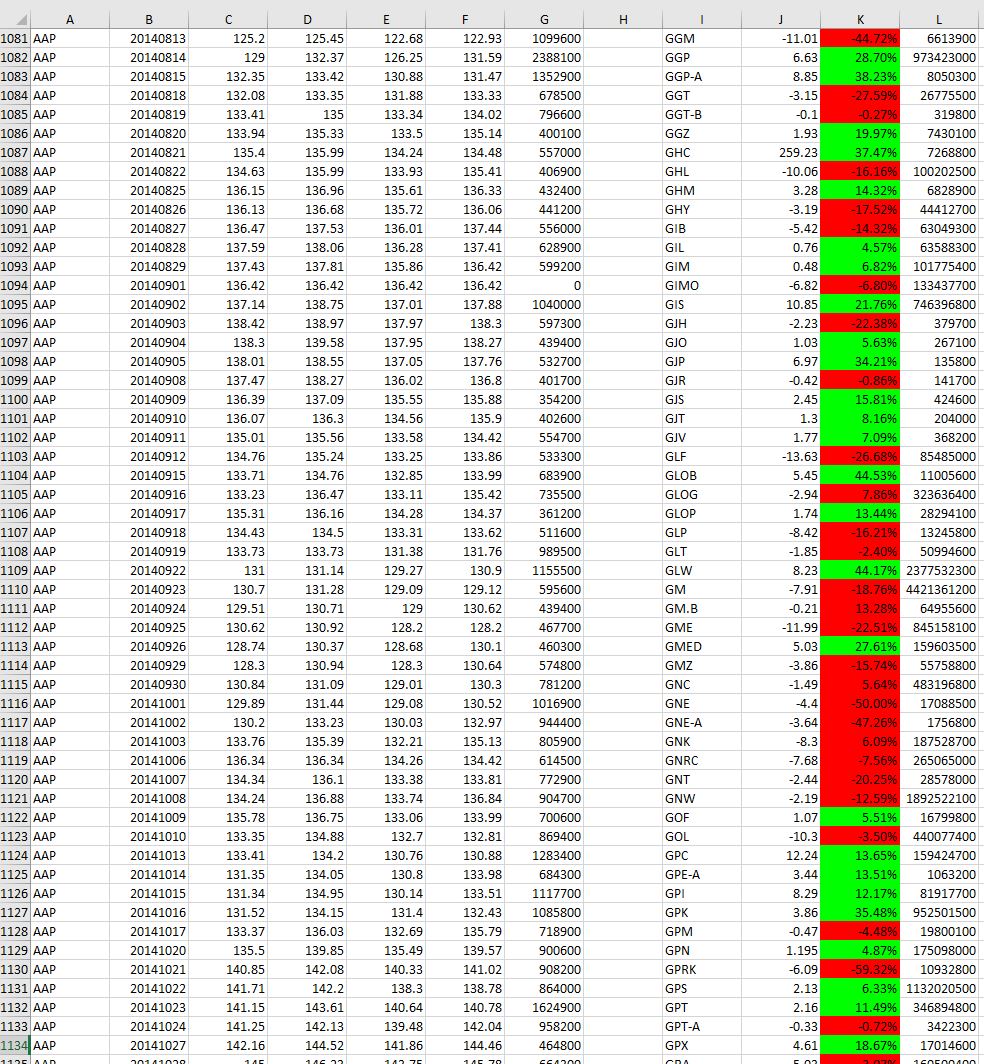 A B C D E F G H I J K L
1081 AAP 20140813 125.2 125.45 122.68 122.93 1099600 GGM -11.01 -44.72% 6613900
1082 AAP 20140814 129 132.37 126.25 131.59 2388100 GGP 6.63 28.70% 973423000
1083 AAP 20140815 132.35 133.42 130.88 131.47 1352900 GGP-A 8.85 38.23% 8050300
1084 AAP 20140818 132.08 133.35 131.88 133.33 678500 GGT -3.15 -27.59% 26775500
1085 AAP 20140819 133.41 135 133.34 134.02 796600 GGT-B -0.1 -0.27% 319800
1086 AAP 20140820 133.94 135.33 133.5 135.14 400100 GGZ 1.93 19.97% 7430100
1087 AAP 20140821 135.4 135.99 134.24 134.48 557000 GHC 259.23 37.47% 7268800
1088 AAP 20140822 134.63 135.99 133.93 135.41 406900 GHL -10.06 -16.16% 100202500
1089 AAP 20140825 136.15 136.96 135.61 136.33 432400 GHM 3.28 14.32% 6828900
1090 AAP 20140826 136.13 136.68 135.72 136.06 441200 GHY -3.19 -17.52% 44412700
1091 AAP 20140827 136.47 137.53 136.01 137.44 556000 GIB -5.42 -14.32% 63049300
1092 AAP 20140828 137.59 138.06 136.28 137.41 628900 GIL 0.76 4.57% 63588300
1093 AAP 20140829 137.43 137.81 135.86 136.42 599200 GIM 0.48 6.82% 101775400
1094 AAP 20140901 136.42 136.42 136.42 136.42 0 GIMO -6.82 -6.80% 133437700
1095 AAP 20140902 137.14 138.75 137.01 137.88 1040000 GIS 10.85 21.76% 746396800
1096 AAP 20140903 138.42 138.97 137.97 138.3 597300 GJH -2.23 -22.38% 379700
1097 AAP 20140904 138.3 139.58 137.95 138.27 439400 GJO 1.03 5.63% 267100
1098 AAP 20140905 138.01 138.55 137.05 137.76 532700 GJP 6.97 34.21% 135800
1099 AAP 20140908 137.47 138.27 136.02 136.8 401700 GJR -0.42 -0.86% 141700
1100 AAP 20140909 136.39 137.09 135.55 135.88 354200 GJS 2.45 15.81% 424600
1101 AAP 20140910 136.07 136.3 134.56 135.9 402600 GJT 1.3 8.16% 204000
1102 AAP 20140911 135.01 135.56 133.58 134.42 554700 GJV 1.77 7.09% 368200
1103 AAP 20140912 134.76 135.24 133.25 133.86 533300 GLF -13.63 -26.68% 85485000
1104 AAP 20140915 133.71 134.76 132.85 133.99 683900 GLOB 5.45 44.53% 11005600
1105 AAP 20140916 133.23 136.47 133.11 135.42 735500 GLOG -2.94 7.86% 323636400
1106 AAP 20140917 135.31 136.16 134.28 134.37 361200 GLOP 1.74 13.44% 28294100
1107 AAP 20140918 134.43 134.5 133.31 133.62 511600 GLP -8.42 -16.21% 13245800
1108 AAP 20140919 133.73 133.73 131.38 131.76 989500 GLT -1.85 -2.40% 50994600
1109 AAP 20140922 131 131.14 129.27 130.9 1155500 GLW 8.23 44.17% 2377532300
1110 AAP 20140923 130.7 131.28 129.09 129.12 595600 GM -7.91 -18.76% 4421361200
1111 AAP 20140924 129.51 130.71 129 130.62 439400 GM.B -0.21 13.28% 64955600
1112 AAP 20140925 130.62 130.92 128.2 128.2 467700 GME -11.99 -22.51% 845158100
1113 AAP 20140926 128.74 130.37 128.68 130.1 460300 GMED 5.03 27.61% 159603500
1114 AAP 20140929 128.3 130.94 128.3 130.64 574800 GMZ -3.86 -15.74% 55758800
1115 AAP 20140930 130.84 131.09 129.01 130.3 781200 GNC -1.49 5.64% 483196800
1116 AAP 20141001 129.89 131.44 129.08 130.52 1016900 GNE -4.4 -50.00% 17088500
1117 AAP 20141002 130.2 133.23 130.03 132.97 944400 GNE-A -3.64 -47.26% 1756800
1118 AAP 20141003 133.76 135.39 132.21 135.13 805900 GNK -8.3 6.09% 187528700
1119 AAP 20141006 136.34 136.34 134.26 134.42 614500 GNRC -7.68 -7.56% 265065000
1120 AAP 20141007 134.34 136.1 133.38 133.81 772900 GNT -2.44 -20.25% 28578000
1121 AAP 20141008 134.24 136.88 133.74 136.84 904700 GNW -2.19 -12.59% 1892522100
1122 AAP 20141009 135.78 136.75 133.06 133.99 700600 GOF 1.07 5.51% 16799800
1123 AAP 20141010 133.35 134.88 132.7 132.81 869400 GOL -10.3 -3.50% 440077400
1124 AAP 20141013 133.41 134.2 130.76 130.88 1283400 GPC 12.24 13.65% 159424700
1125 AAP 20141014 131.35 134.05 130.8 133.98 684300 GPE-A 3.44 13.51% 1063200
1126 AAP 20141015 131.34 134.95 130.14 133.51 1117700 GPI 8.29 12.17% 81917700
1127 AAP 20141016 131.52 134.15 131.4 132.43 1085800 GPK 3.86 35.48% 952501500
1128 AAP 20141017 133.37 136.03 132.69 135.79 718900 GPM -0.47 -4.48% 19800100
1129 AAP 20141020 135.5 139.85 135.49 139.57 900600 GPN 1.195 4.87% 175098000
1130 AAP 20141021 140.85 142.08 140.33 141.02 908200 GPRK -6.09 -59.32% 10932800
1131 AAP 20141022 141.71 142.2 138.3 138.78 864000 GPS 2.13 6.33% 1132020500
1132 AAP 20141023 141.15 143.61 140.64 140.78 1624900 GPT 2.16 11.49% 346894800
1133 AAP 20141024 141.25 142.13 139.48 142.04 958200 GPT-A -0.33 -0.72% 3422300
1134 AAP 20141027 142.16 144.52 141.86 144.46 464800 GPX 4.61 18.67% 17014600